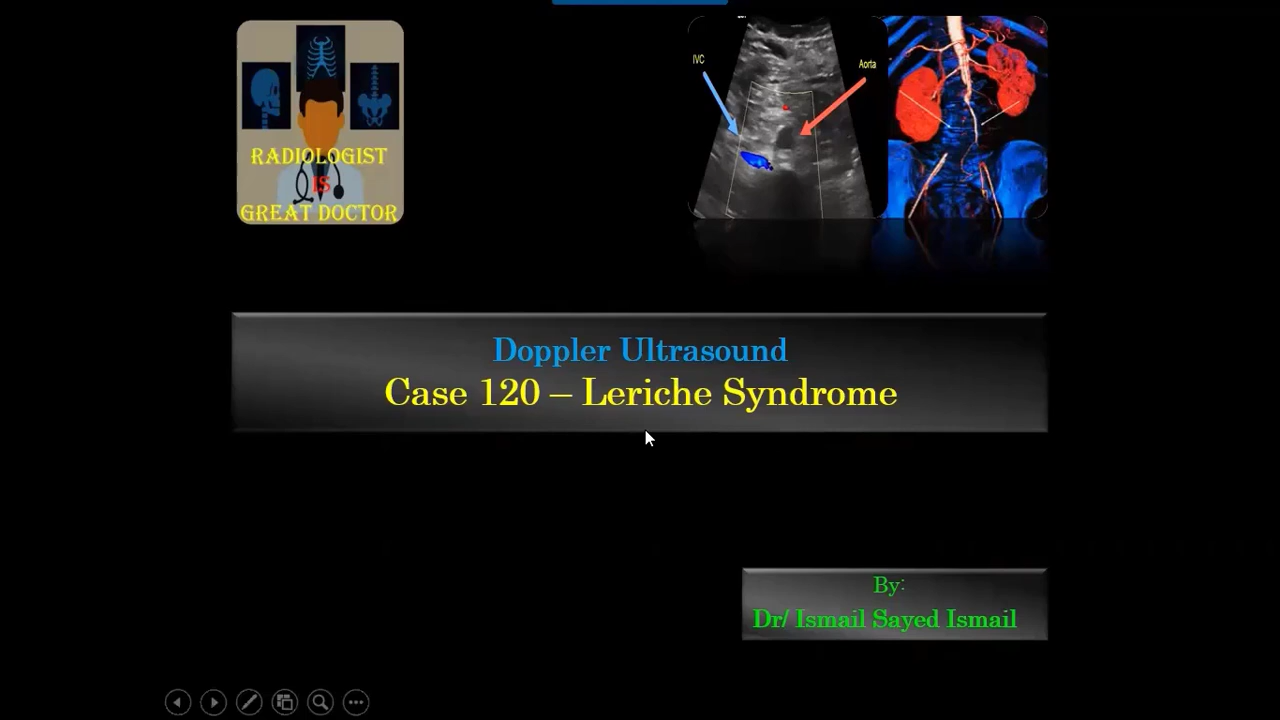 RADIOLOGIST
IS
GREAT DOCTOR
IVC
Aorta
Doppler Ultrasound
Case 120 – Leriche Syndrome
By:
Dr/ Ismail Sayed Ismail